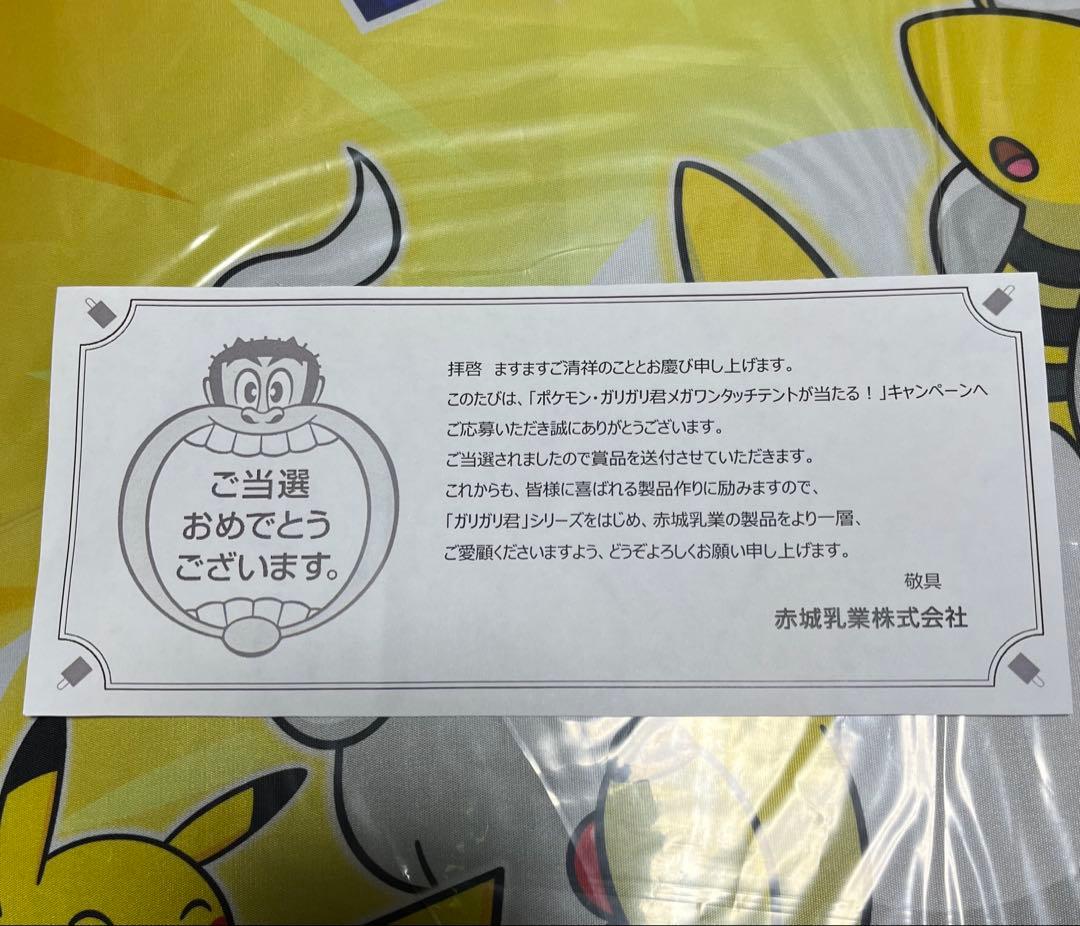 ご当選
おめでとう
ございます。
拝啓 ますますご清祥のこととお慶び申し上げます。
このたびは、「ポケモン・ガリガリ君メガワンタッチテントが当たる！」キャンペーンへ
ご応募いただき誠にありがとうございます。
ご当選されましたので賞品を送付させていただきます。
これからも、皆様に喜ばれる製品作りに励みますので、
「ガリガリ君」シリーズをはじめ、赤城乳業の製品をより一層、
ご愛顧くださいますよう、どうぞよろしくお願い申し上げます。
敬具
赤城乳業株式会社